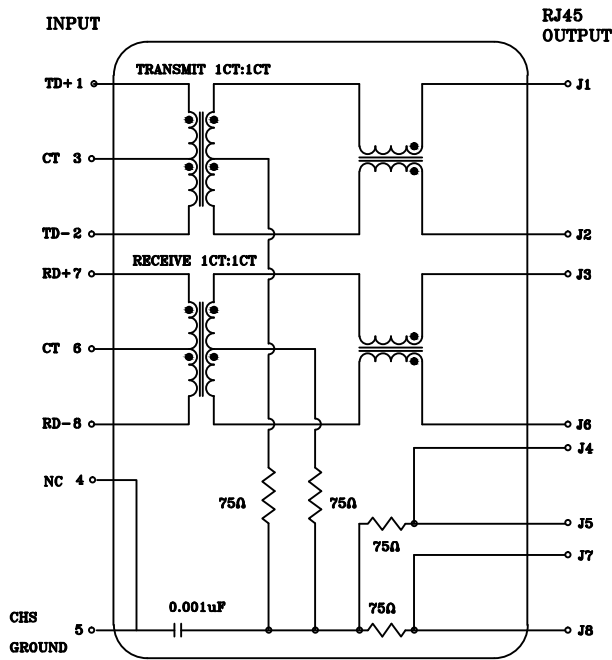 INPUT
RJ45
OUTPUT
TRANSMIT 1CT:1CT
TD+ 1
J1
CT 3
TD- 2
J2
RECEIVE 1CT:1CT
RD+ 7
J3
CT 6
RD- 8
J6
J4
NC 4
75Ω
75Ω
J5
75Ω
J7
0.001uF
75Ω
CHS
GROUND
5
J8